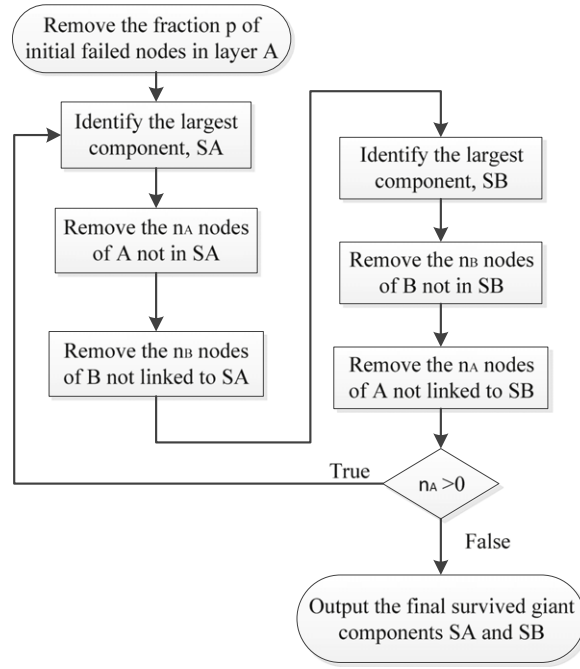 Remove the fraction p of
initial failed nodes in layer A
Identify the largest
component, SA
Remove the nA nodes
of A not in SA
Remove the nB nodes
of B not linked to SA
Identify the largest
component, SB
Remove the nB nodes
of B not in SB
Remove the nA nodes
of A not linked to SB
nA >0
True
False
Output the final survived giant
components SA and SB